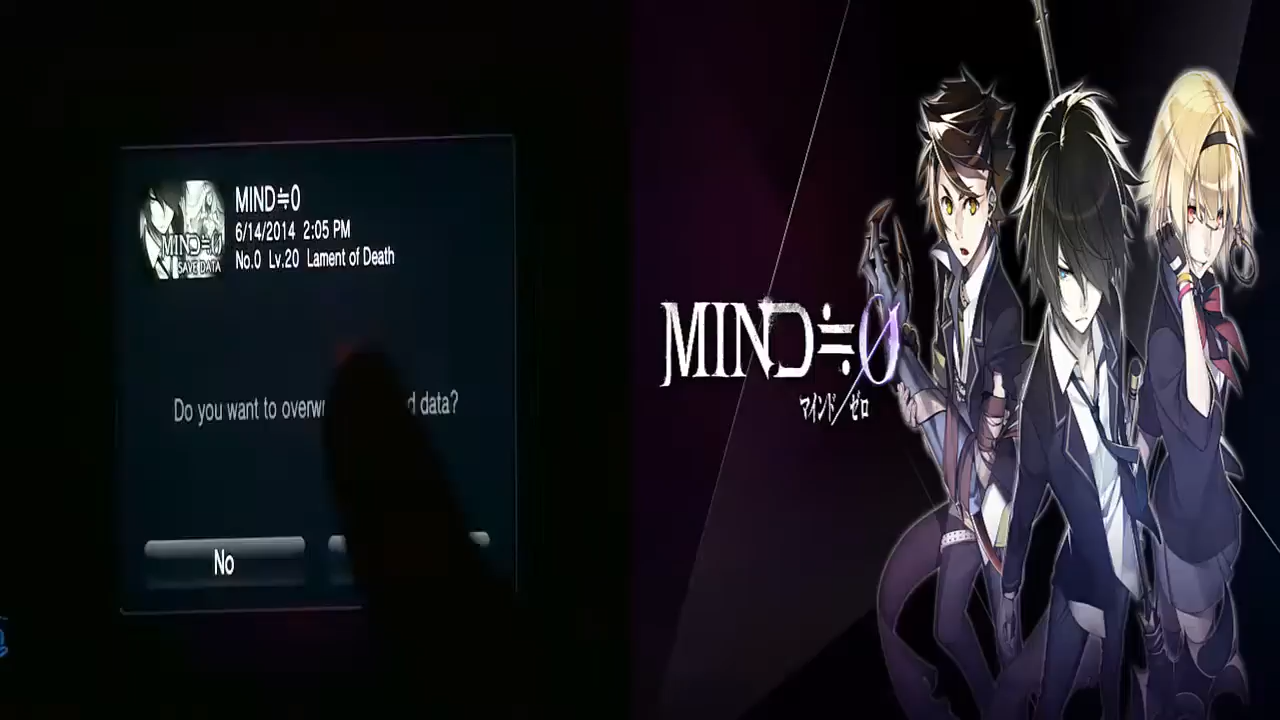 MIND≒0
6/14/2014 2:05 PM
No.0 Lv.20 Lament of Death
MIND≒0
SAVE DATA
Do you want to data?
No
MIND≒0
マインド/ゼロ